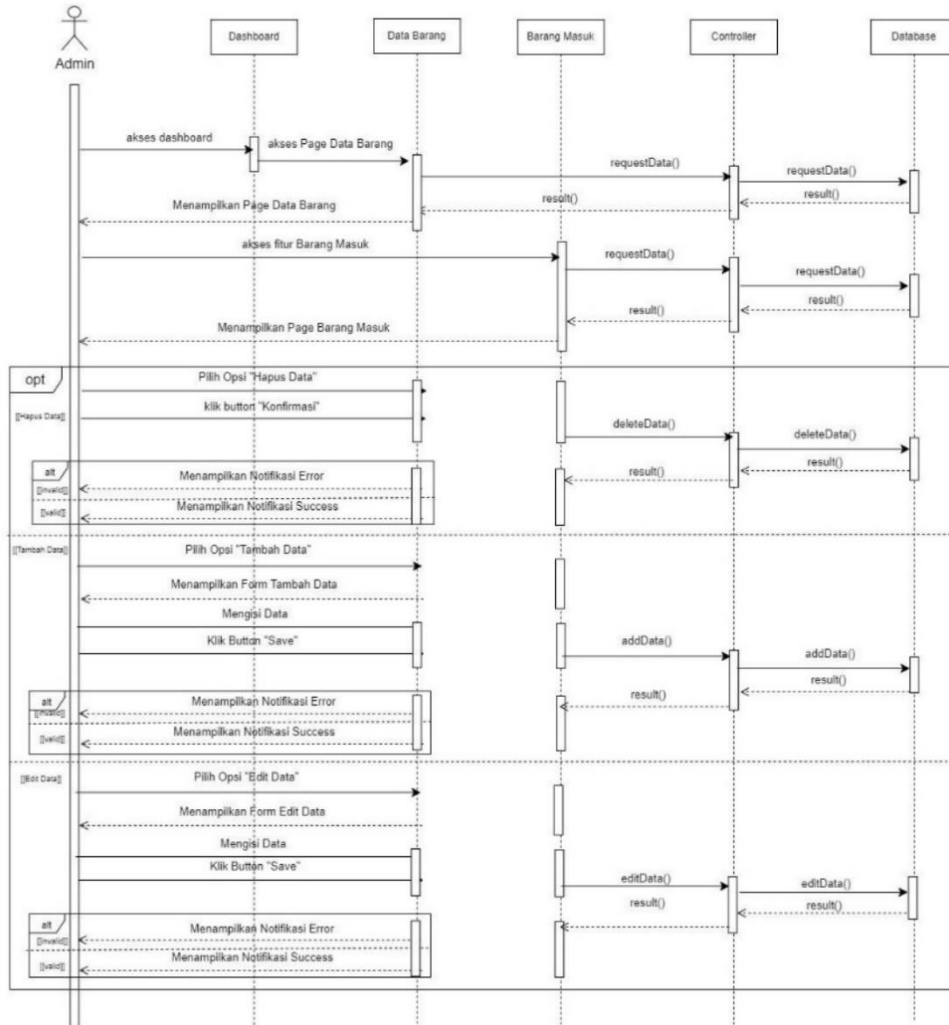 Admin
Dashboard
Data Barang
Barang Masuk
Controller
Database
akses dashboard
akses Page Data Barang
requestData()
requestData()
result()
result()
Menampilkan Page Data Barang
akses fitur Barang Masuk
requestData()
requestData()
result()
result()
Menampilkan Page Barang Masuk
opt
Pilih Opsi "Hapus Data"
[[Hapus Data]]
klik button "Konfirmasi"
deleteData()
deleteData()
result()
result()
alt
Menampilkan Notifikasi Error
[[invalid]]
Menampilkan Notifikasi Success
[[valid]]
[[Tambah Data]]
Pilih Opsi "Tambah Data"
Menampilkan Form Tambah Data
Mengisi Data
Klik Button "Save"
addData()
addData()
result()
result()
alt
Menampilkan Notifikasi Error
[[invalid]]
Menampilkan Notifikasi Success
[[valid]]
[[Edit Data]]
Pilih Opsi "Edit Data"
Menampilkan Form Edit Data
Mengisi Data
Klik Button "Save"
editData()
editData()
result()
result()
alt
Menampilkan Notifikasi Error
[[invalid]]
Menampilkan Notifikasi Success
[[valid]]